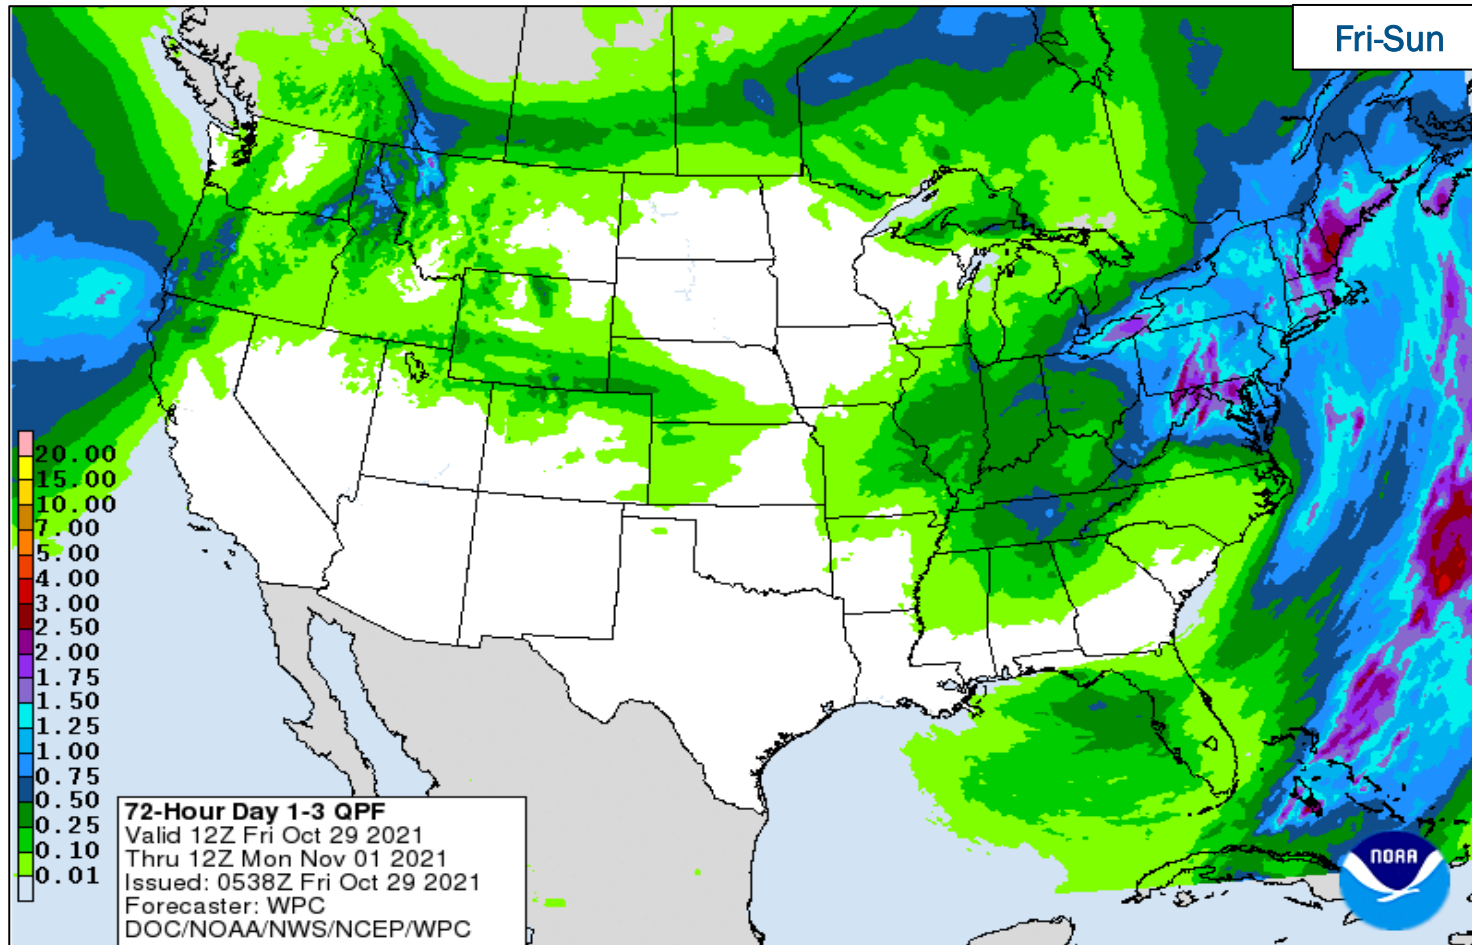 Fri-Sun
20.00
15.00
10.00
7.00
5.00
4.00
3.00
2.50
2.00
1.75
1.50
1.25
1.00
0.75
0.50
0.25
0.10
0.01
72-Hour Day 1-3 QPF
Valid 12Z Fri Oct 29 2021
Thru 12Z Mon Nov 01 2021
Issued: 0538Z Fri Oct 29 2021
Forecaster: WPC
DOC/NOAA/NWS/NCEP/WPC
NOAA